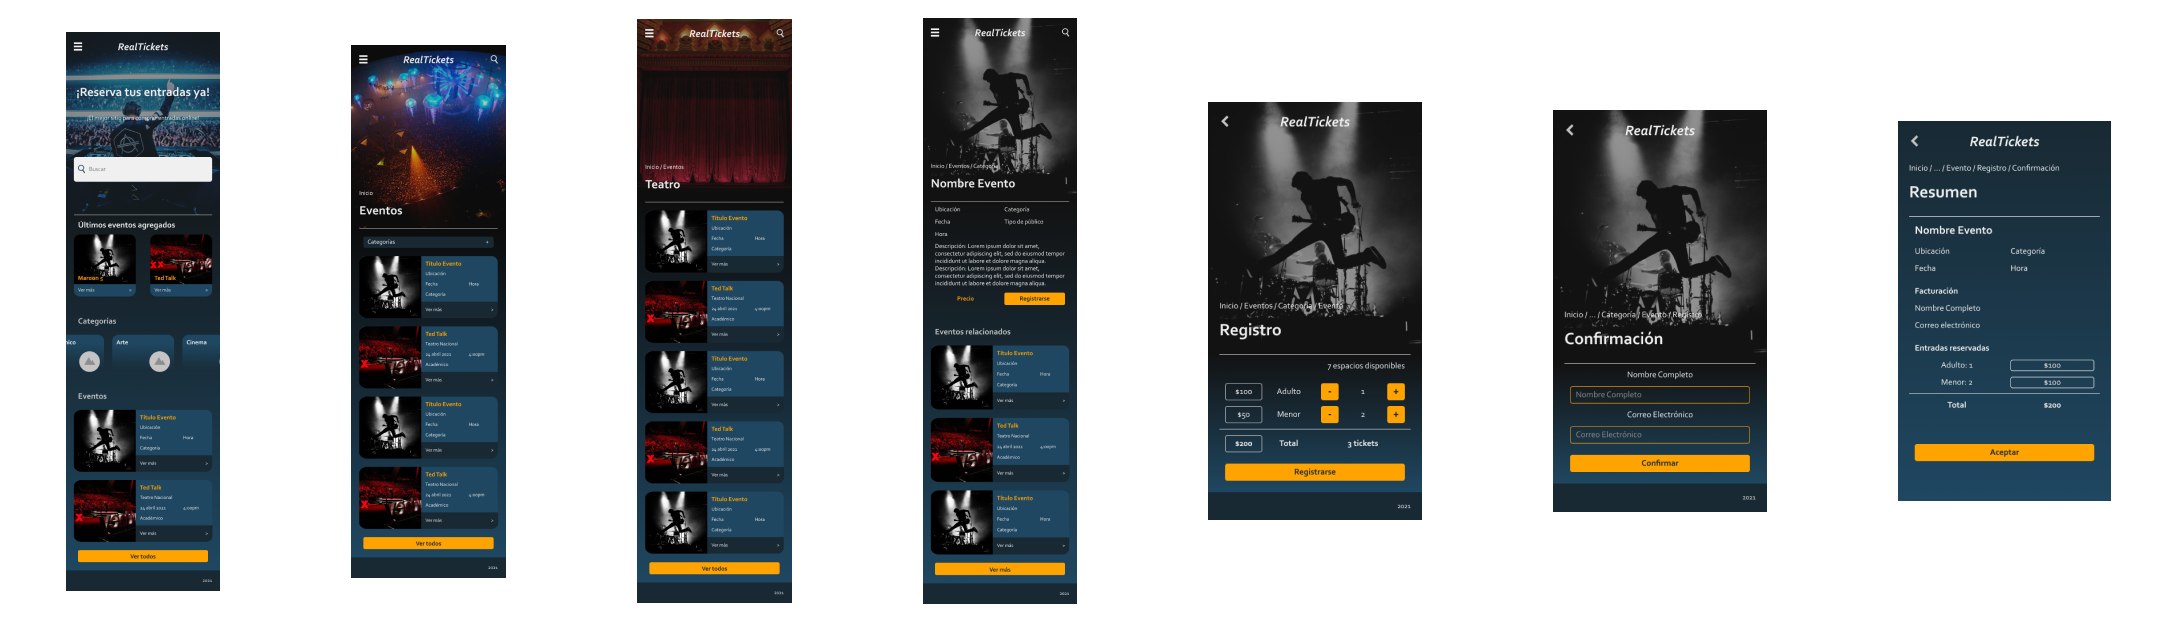 RealTickets
¡Reserva tus entradas ya!
¡El mejor sitio para comprar entradas online!
Buscar
Últimos eventos agregados
Maroon 5
Ver más >
Ted Talk
Ver más >
Categorías
ico
Arte
Cinema
Eventos
Título Evento
Ubicación
Fecha Hora
Categoría
Ver más >
Ted Talk
Teatro Nacional
24 abril 2021 4:00pm
Académico
Ver más >
Ver todos
2021
RealTickets
Inicio
Eventos
Categorías
Título Evento
Ubicación
Fecha Hora
Categoría
Ver más >
Ted Talk
Teatro Nacional
24 abril 2021 4:00pm
Académico
Ver más >
Título Evento
Ubicación
Fecha Hora
Categoría
Ver más >
Ted Talk
Teatro Nacional
24 abril 2021 4:00pm
Académico
Ver más >
Ver todos
2021
RealTickets
Inicio / Eventos
Teatro
Título Evento
Ubicación
Fecha Hora
Categoría
Ver más >
Ted Talk
Teatro Nacional
24 abril 2021 4:00pm
Académico
Ver más >
Título Evento
Ubicación
Fecha Hora
Categoría
Ver más >
Ted Talk
Teatro Nacional
24 abril 2021 4:00pm
Académico
Ver más >
Título Evento
Ubicación
Fecha Hora
Categoría
Ver más >
Ver todos
2021
RealTickets
Inicio / Eventos / Categoría
Nombre Evento
Ubicación Categoría
Fecha Tipo de público
Hora
Descripción: Lorem ipsum dolor sit amet,
consectetur adipiscing elit, sed do eiusmod tempor
incididunt ut labore et dolore magna aliqua.
Descripción: Lorem ipsum dolor sit amet,
consectetur adipiscing elit, sed do eiusmod tempor
incididunt ut labore et dolore magna aliqua.
Precio Registrarse
Eventos relacionados
Título Evento
Ubicación
Fecha Hora
Categoría
Ver más >
Ted Talk
Teatro Nacional
24 abril 2021 4:00pm
Académico
Ver más >
Título Evento
Ubicación
Fecha Hora
Categoría
Ver más >
Ver más
2021
RealTickets
Inicio / Eventos / Categoría / Evento
Registro
7 espacios disponibles
$100 Adulto - 1 +
$50 Menor - 2 +
$200 Total 3 tickets
Registrarse
2021
RealTickets
Inicio / ... / Categoría / Evento / Registro
Confirmación
Nombre Completo
Nombre Completo
Correo Electrónico
Correo Electrónico
Confirmar
2021
RealTickets
Inicio / ... / Evento / Registro / Confirmación
Resumen
Nombre Evento
Ubicación Categoría
Fecha Hora
Facturación
Nombre Completo
Correo electrónico
Entradas reservadas
Adulto: 1 $100
Menor: 2 $100
Total $200
Aceptar